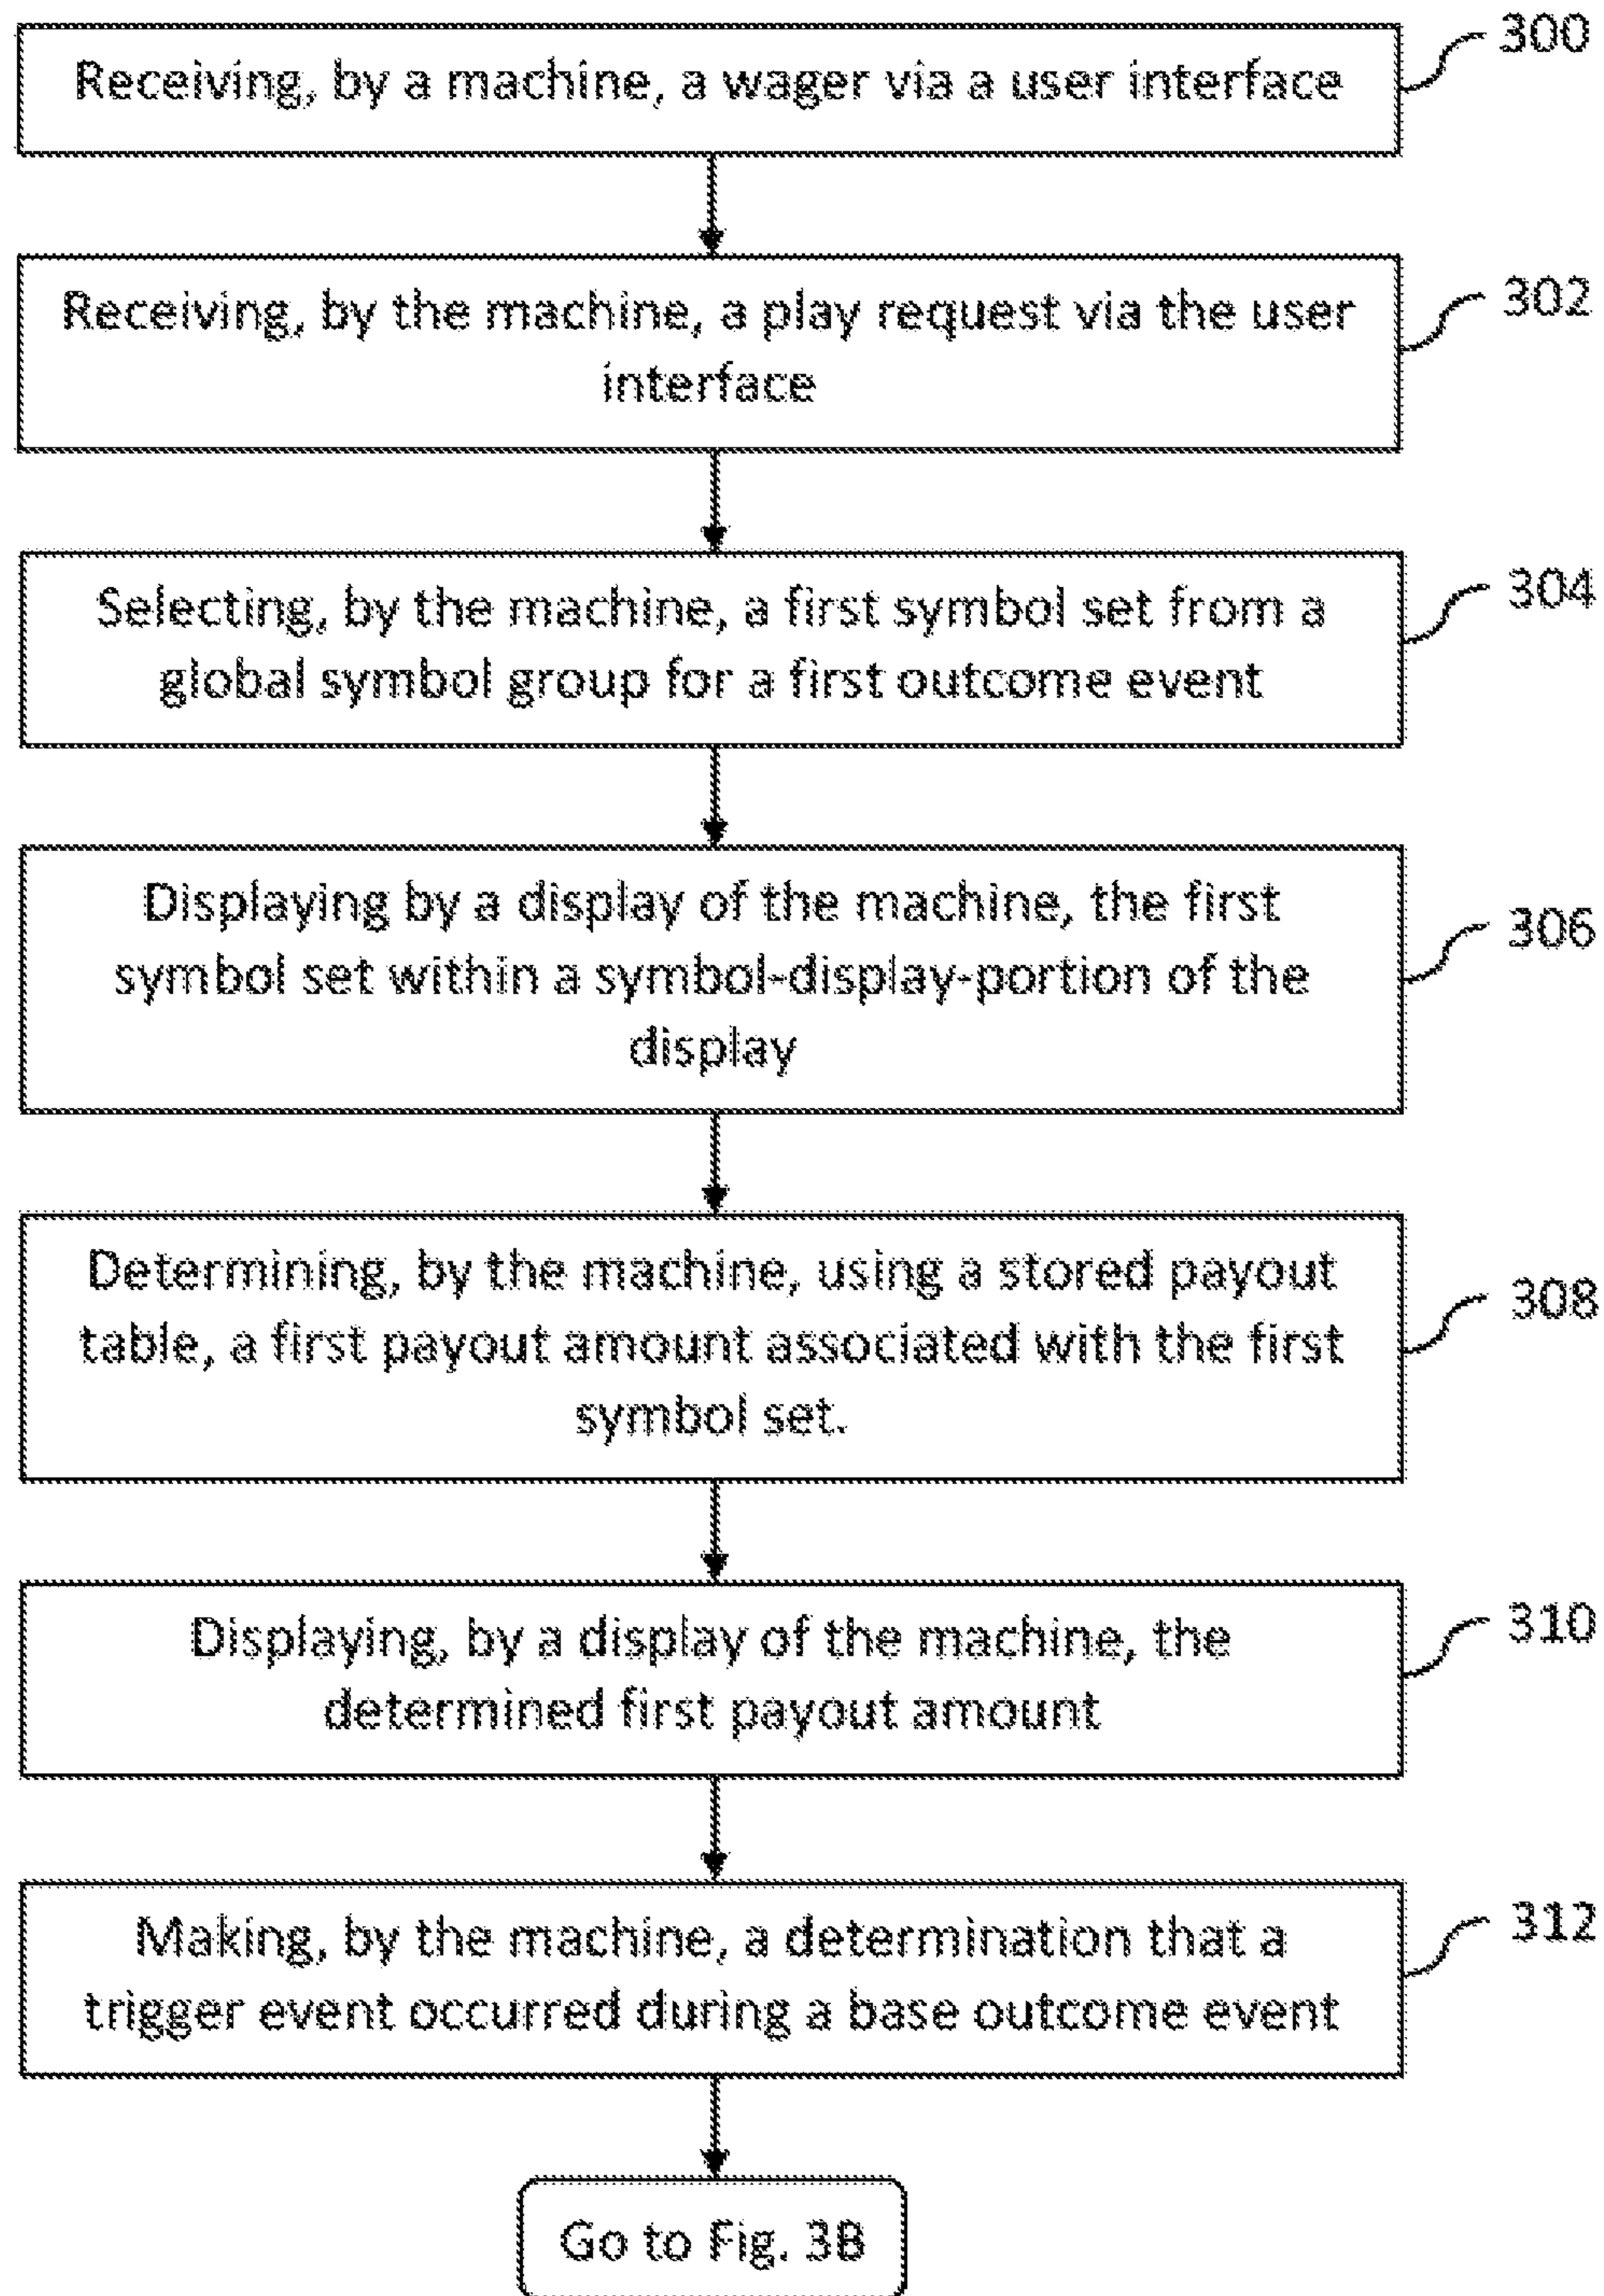 Receiving, by a machine, a wager via a user interface
300
Receiving, by the machine, a play request via the user
interface
302
Selecting, by the machine, a first symbol set from a
global symbol group for a first outcome event
304
Displaying by a display of the machine, the first
symbol set within a symbol-display-portion of the
display
306
Determining, by the machine, using a stored payout
table, a first payout amount associated with the first
symbol set.
308
Displaying, by a display of the machine, the
determined first payout amount
310
Making, by the machine, a determination that a
trigger event occurred during a base outcome event
312
Go to Fig. 3B